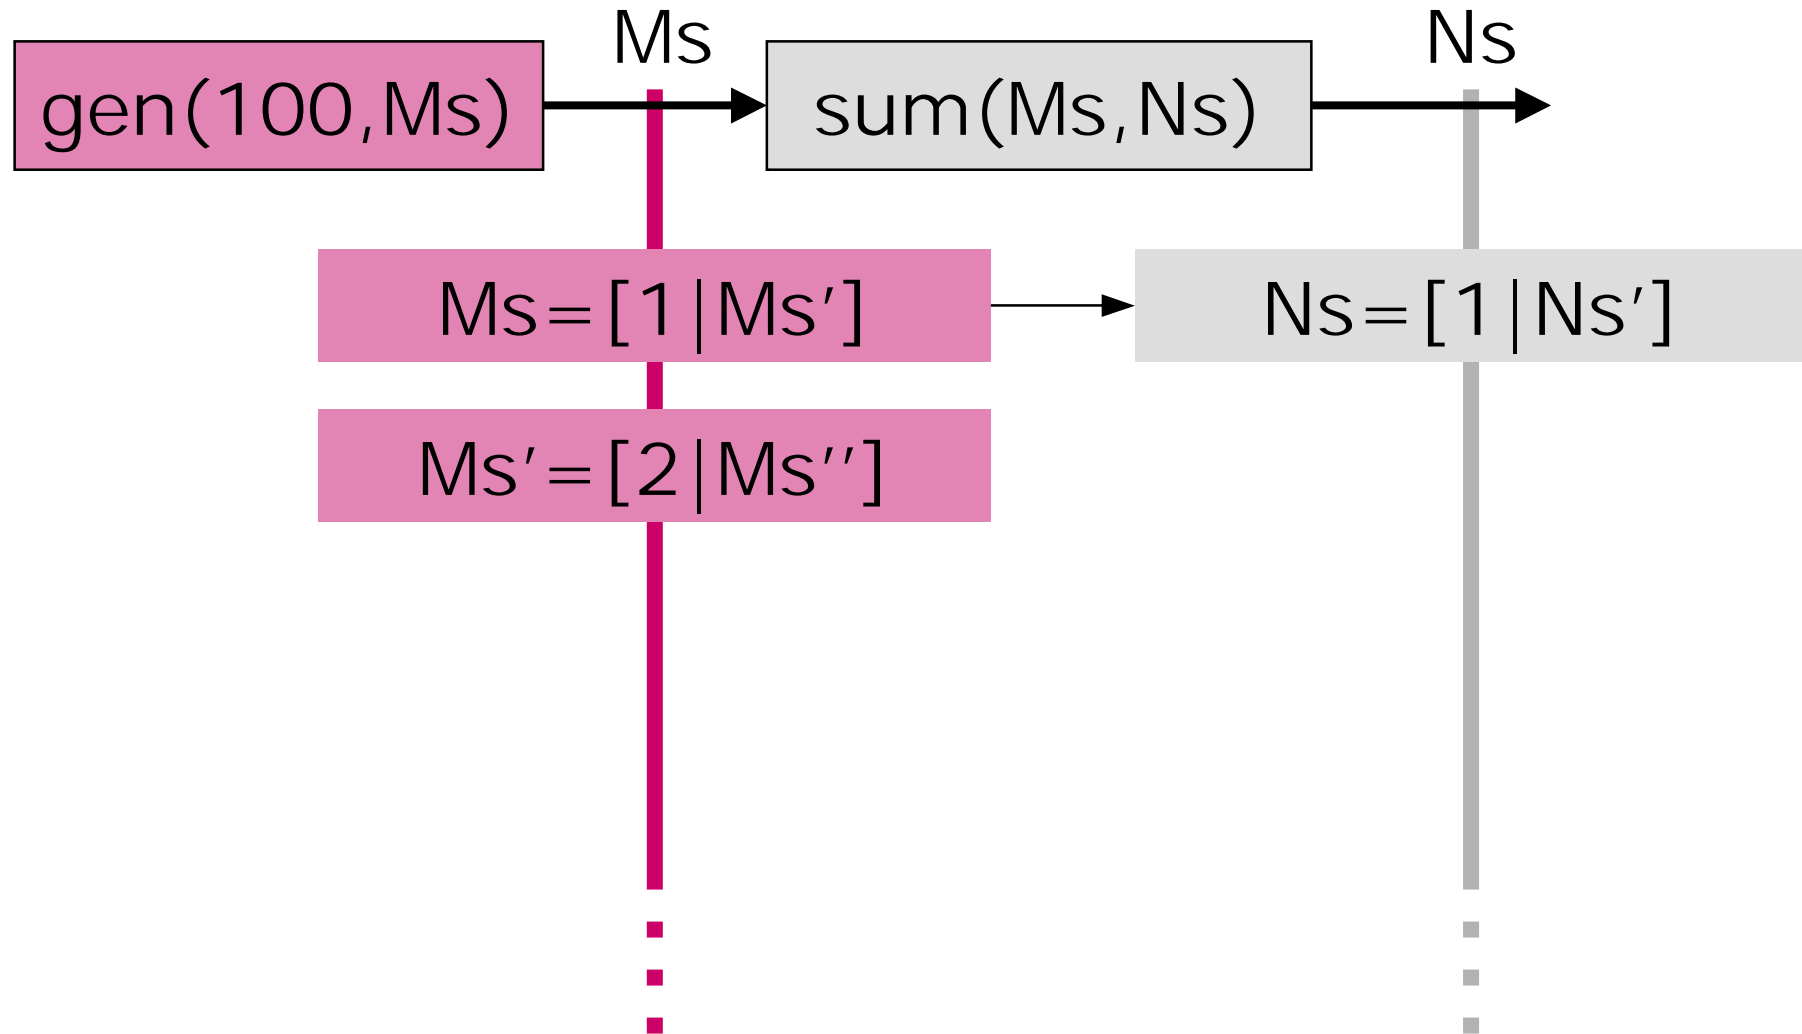 Ms
Ns
gen(100,Ms)
sum(Ms,Ns)
Ms=[1|Ms′]
Ns=[1|Ns′]
Ms′=[2|Ms′′]